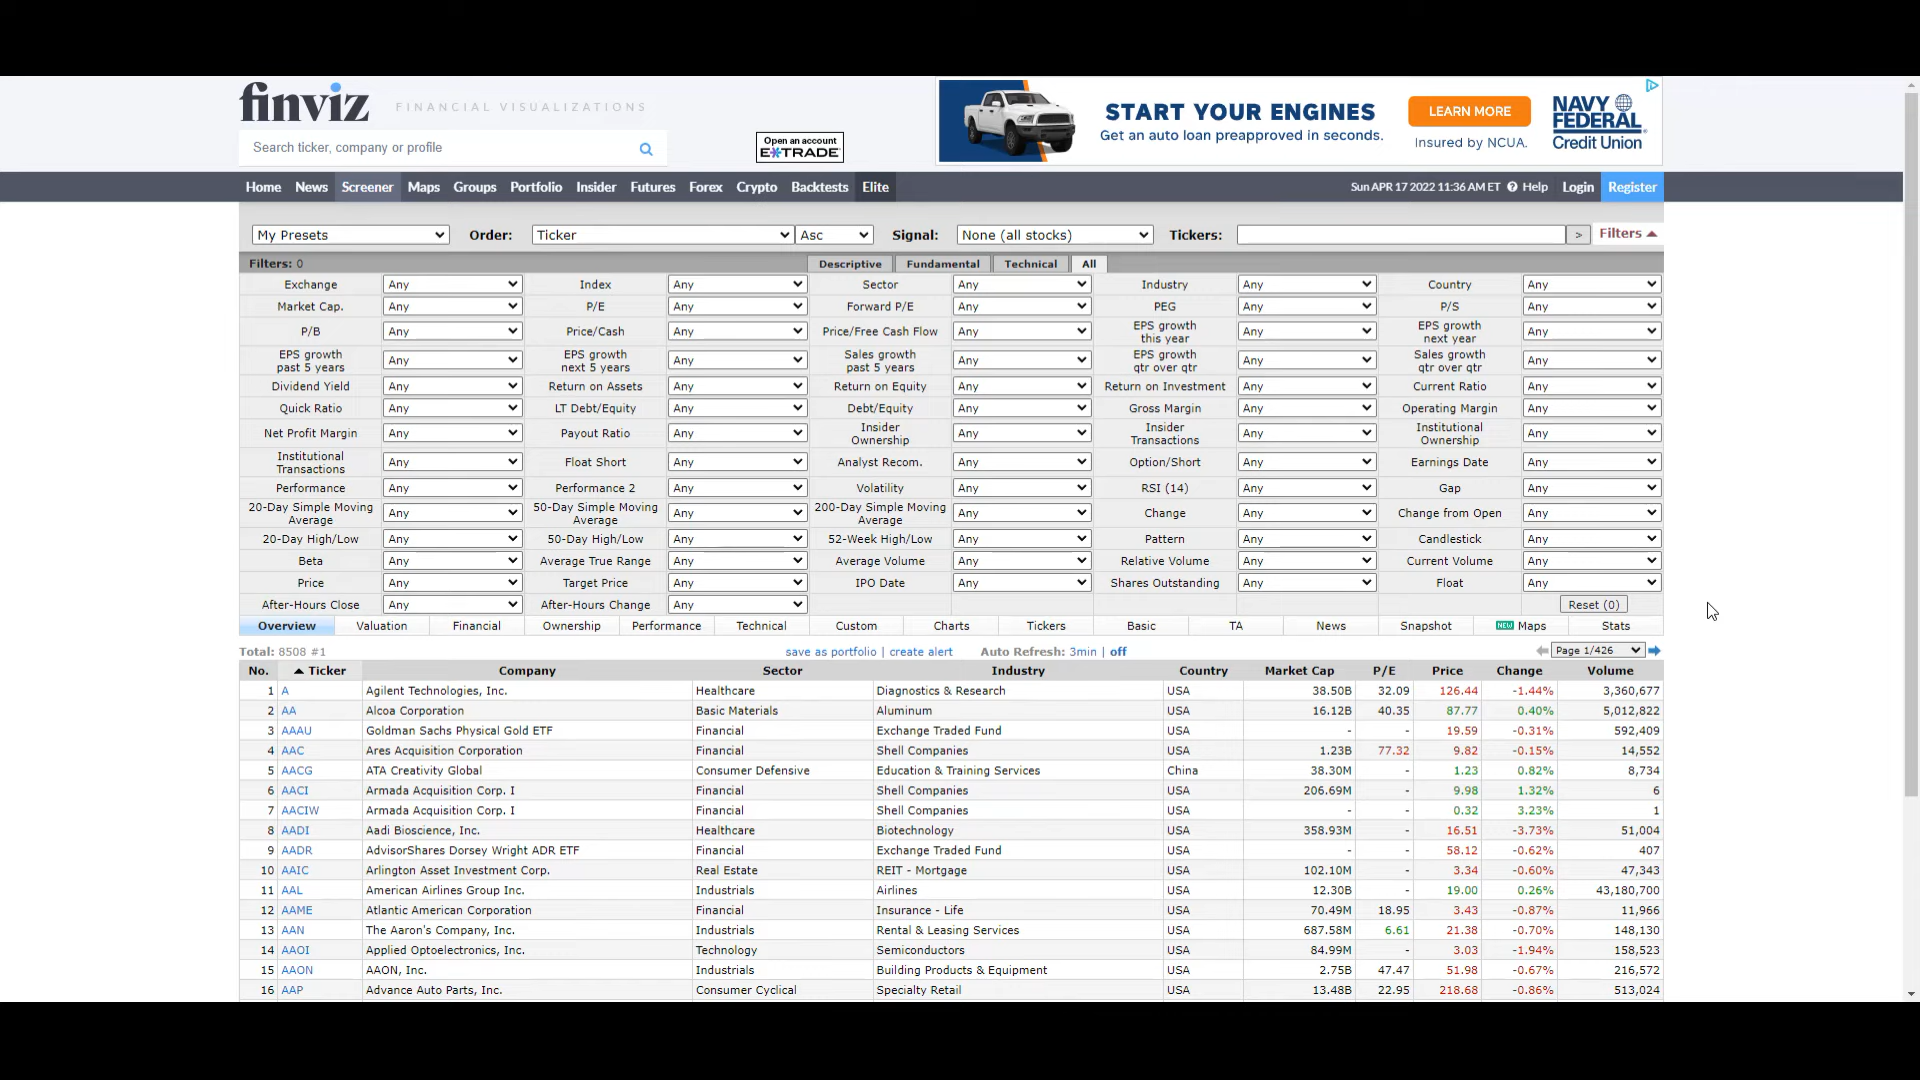 finviz FINANCIAL VISUALIZATIONS
START YOUR ENGINES
Get an auto loan preapproved in seconds.
LEARN MORE
Insured by NCUA.
NAVY
FEDERAL
Credit Union
Search ticker, company or profile
Open an account
E*TRADE
Home News Screener Maps Groups Portfolio Insider Futures Forex Crypto Backtests Elite Sun APR 17 2022 11:36 AM ET Help Login Register
My Presets Order: Ticker Asc Signal: None (all stocks) Tickers: > Filters
Filters: 0 Descriptive Fundamental Technical All
Exchange Any Index Any Sector Any Industry Any Country Any
Market Cap. Any P/E Any Forward P/E Any PEG Any P/S Any
P/B Any Price/Cash Any Price/Free Cash Flow Any EPS growth this year Any EPS growth next year Any
EPS growth past 5 years Any EPS growth next 5 years Any Sales growth past 5 years Any EPS growth qtr over qtr Any Sales growth qtr over qtr Any
Dividend Yield Any Return on Assets Any Return on Equity Any Return on Investment Any Current Ratio Any
Quick Ratio Any LT Debt/Equity Any Debt/Equity Any Gross Margin Any Operating Margin Any
Net Profit Margin Any Payout Ratio Any Insider Ownership Any Insider Transactions Any Institutional Ownership Any
Institutional Transactions Any Float Short Any Analyst Recom. Any Option/Short Any Earnings Date Any
Performance Any Performance 2 Any Volatility Any RSI (14) Any Gap Any
20-Day Simple Moving Average Any 50-Day Simple Moving Average Any 200-Day Simple Moving Average Any Change Any Change from Open Any
20-Day High/Low Any 50-Day High/Low Any 52-Week High/Low Any Pattern Any Candlestick Any
Beta Any Average True Range Any Average Volume Any Relative Volume Any Current Volume Any
Price Any Target Price Any IPO Date Any Shares Outstanding Any Float Any
After-Hours Close Any After-Hours Change Any Reset (0)
Overview Valuation Financial Ownership Performance Technical Custom Charts Tickers Basic TA News Snapshot NEW Maps Stats
Total: 8508 #1 save as portfolio | create alert Auto Refresh: 3min | off Page 1/426
No. Ticker Company Sector Industry Country Market Cap P/E Price Change Volume
1 A Agilent Technologies, Inc. Healthcare Diagnostics & Research USA 38.50B 32.09 126.44 -1.44% 3,360,677
2 AA Alcoa Corporation Basic Materials Aluminum USA 16.12B 40.35 87.77 0.40% 5,012,822
3 AAAU Goldman Sachs Physical Gold ETF Financial Exchange Traded Fund USA - - 19.59 -0.31% 592,409
4 AAC Ares Acquisition Corporation Financial Shell Companies USA 1.23B 77.32 9.82 -0.15% 14,552
5 AACG ATA Creativity Global Consumer Defensive Education & Training Services China 38.30M - 1.23 0.82% 8,734
6 AACI Armada Acquisition Corp. I Financial Shell Companies USA 206.69M - 9.98 1.32% 6
7 AACIW Armada Acquisition Corp. I Financial Shell Companies USA - - 0.32 3.23% 1
8 AADI Aadi Bioscience, Inc. Healthcare Biotechnology USA 358.93M - 16.51 -3.73% 51,004
9 AADR AdvisorShares Dorsey Wright ADR ETF Financial Exchange Traded Fund USA - - 58.12 -0.62% 407
10 AAIC Arlington Asset Investment Corp. Real Estate REIT - Mortgage USA 102.10M - 3.34 -0.60% 47,343
11 AAL American Airlines Group Inc. Industrials Airlines USA 12.30B - 19.00 0.26% 43,180,700
12 AAME Atlantic American Corporation Financial Insurance - Life USA 70.49M 18.95 3.43 -0.87% 11,966
13 AAN The Aaron's Company, Inc. Industrials Rental & Leasing Services USA 687.58M 6.61 21.38 -0.70% 148,130
14 AAOI Applied Optoelectronics, Inc. Technology Semiconductors USA 84.99M - 3.03 -1.94% 158,523
15 AAON AAON, Inc. Industrials Building Products & Equipment USA 2.75B 47.47 51.98 -0.67% 216,572
16 AAP Advance Auto Parts, Inc. Consumer Cyclical Specialty Retail USA 13.48B 22.95 218.68 -0.86% 513,024